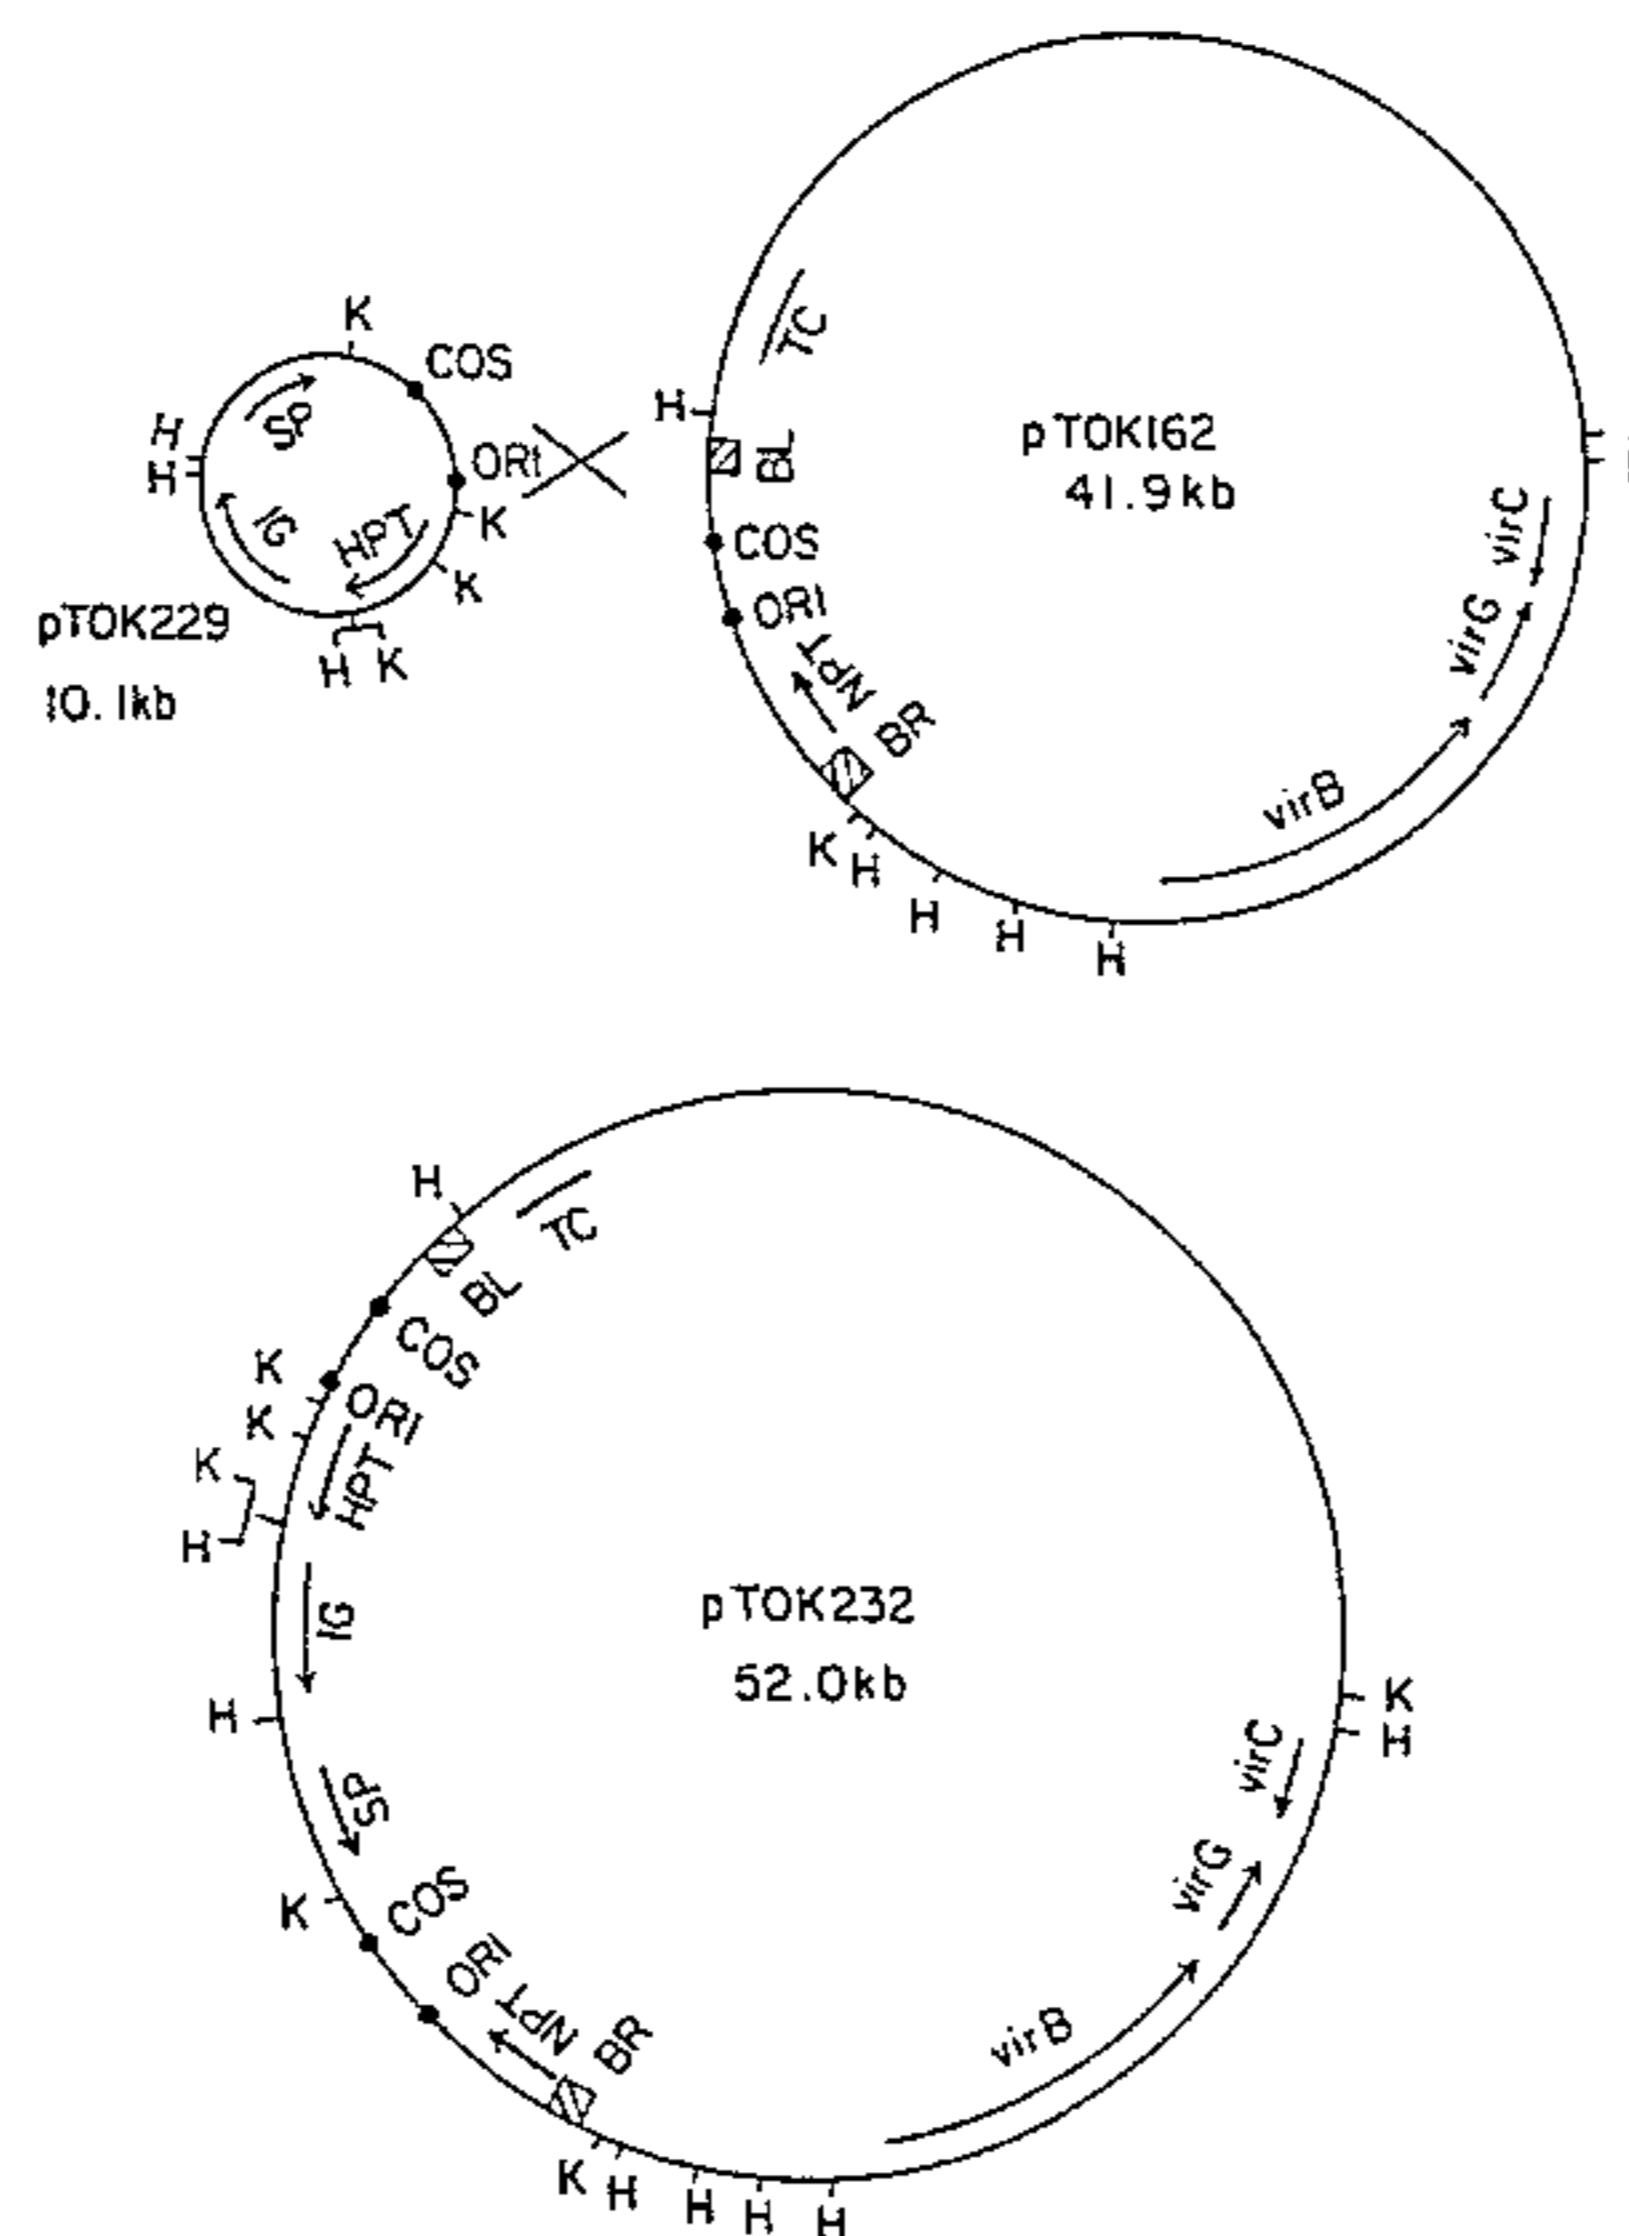 K
COS
SP
H
H
ORI
IG
HPT
K
K
pTOK229
H K
10.1kb
TC
H
BL
pTOK162
41.9kb
COS
ORI
NPT
BR
virC
virG
virB
K
H
H
H
H
H
TC
BL
COS
K
ORI
K
HPT
K
H
IG
pTOK232
52.0kb
H
K
H
virC
SP
virG
COS
K
ORI
NPT
BR
virB
K
H
H
H
H